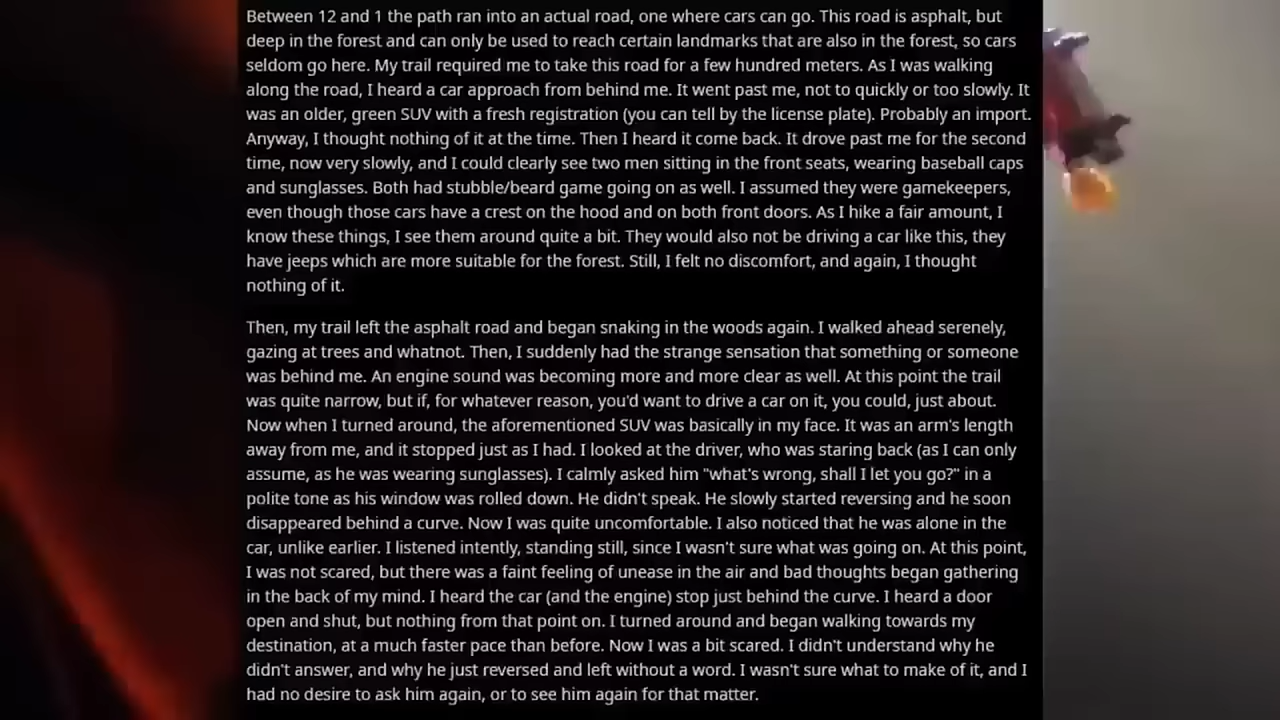 Between 12 and 1 the path ran into an actual road, one where cars can go. This road is asphalt, but
deep in the forest and can only be used to reach certain landmarks that are also in the forest, so cars
seldom go here. My trail required me to take this road for a few hundred meters. As I was walking
along the road, I heard a car approach from behind me. It went past me, not to quickly or too slowly. It
was an older, green SUV with a fresh registration (you can tell by the license plate). Probably an import.
Anyway, I thought nothing of it at the time. Then I heard it come back. It drove past me for the second
time, now very slowly, and I could clearly see two men sitting in the front seats, wearing baseball caps
and sunglasses. Both had stubble/beard game going on as well. I assumed they were gamekeepers,
even though those cars have a crest on the hood and on both front doors. As I hike a fair amount, I
know these things, I see them around quite a bit. They would also not be driving a car like this, they
have jeeps which are more suitable for the forest. Still, I felt no discomfort, and again, I thought
nothing of it.
Then, my trail left the asphalt road and began snaking in the woods again. I walked ahead serenely,
gazing at trees and whatnot. Then, I suddenly had the strange sensation that something or someone
was behind me. An engine sound was becoming more and more clear as well. At this point the trail
was quite narrow, but if, for whatever reason, you'd want to drive a car on it, you could, just about.
Now when I turned around, the aforementioned SUV was basically in my face. It was an arm's length
away from me, and it stopped just as I had. I looked at the driver, who was staring back (as I can only
assume, as he was wearing sunglasses). I calmly asked him "what's wrong, shall I let you go?" in a
polite tone as his window was rolled down. He didn't speak. He slowly started reversing and he soon
disappeared behind a curve. Now I was quite uncomfortable. I also noticed that he was alone in the
car, unlike earlier. I listened intently, standing still, since I wasn't sure what was going on. At this point,
I was not scared, but there was a faint feeling of unease in the air and bad thoughts began gathering
in the back of my mind. I heard the car (and the engine) stop just behind the curve. I heard a door
open and shut, but nothing from that point on. I turned around and began walking towards my
destination, at a much faster pace than before. Now I was a bit scared. I didn't understand why he
didn't answer, and why he just reversed and left without a word. I wasn't sure what to make of it, and I
had no desire to ask him again, or to see him again for that matter.